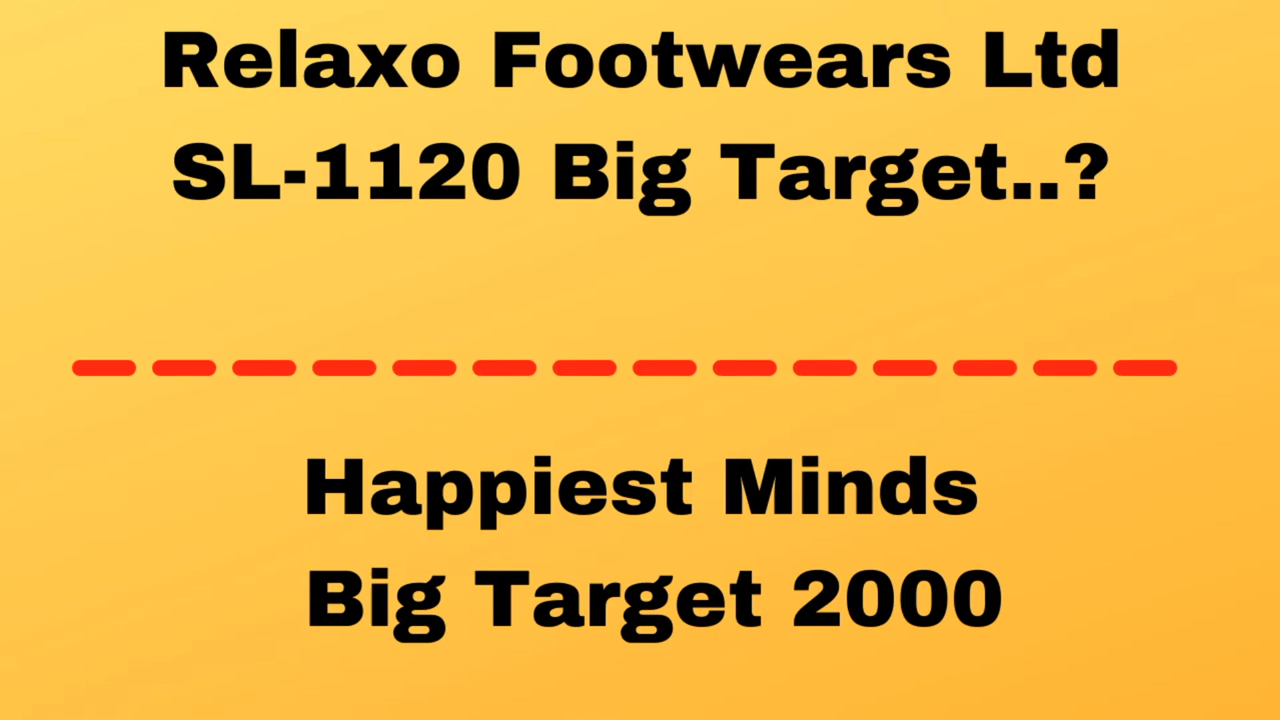 Relaxo Footwears Ltd
SL-1120 Big Target..?
Happiest Minds
Big Target 2000